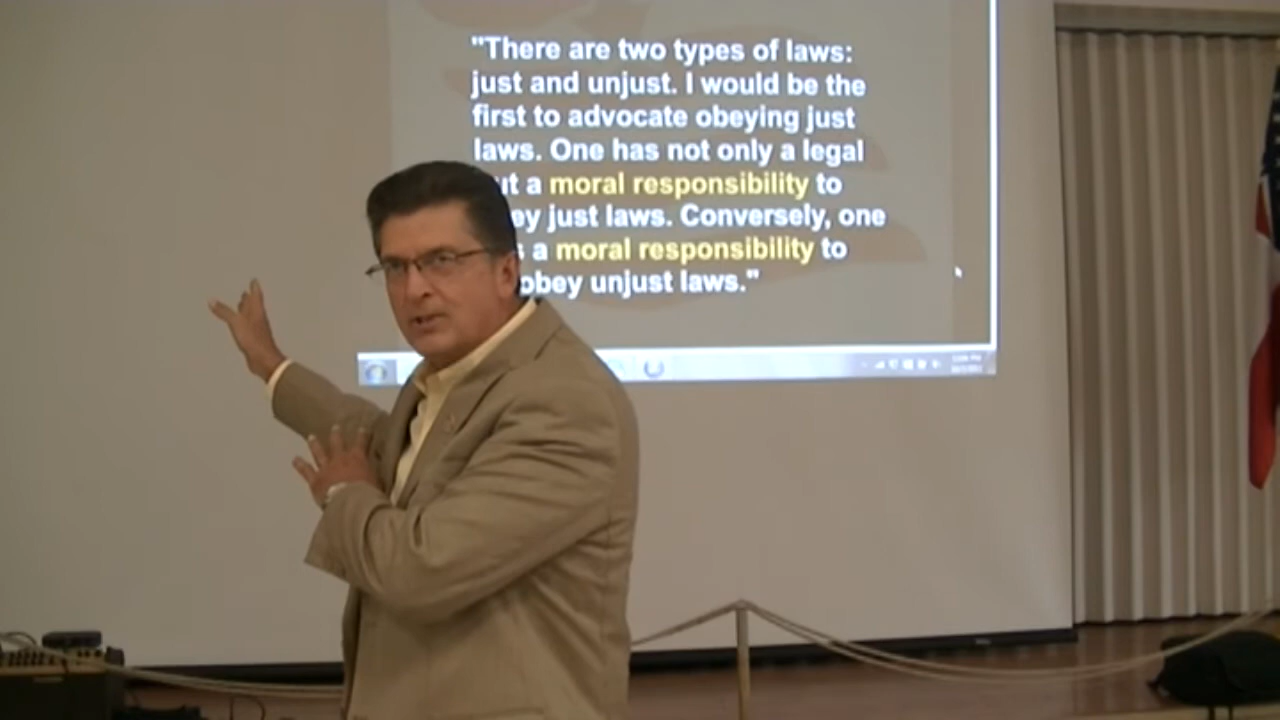 "There are two types of laws:
just and unjust. I would be the
first to advocate obeying just
laws. One has not only a legal
a moral responsibility to
just laws. Conversely, one
a moral responsibility to
unjust laws."